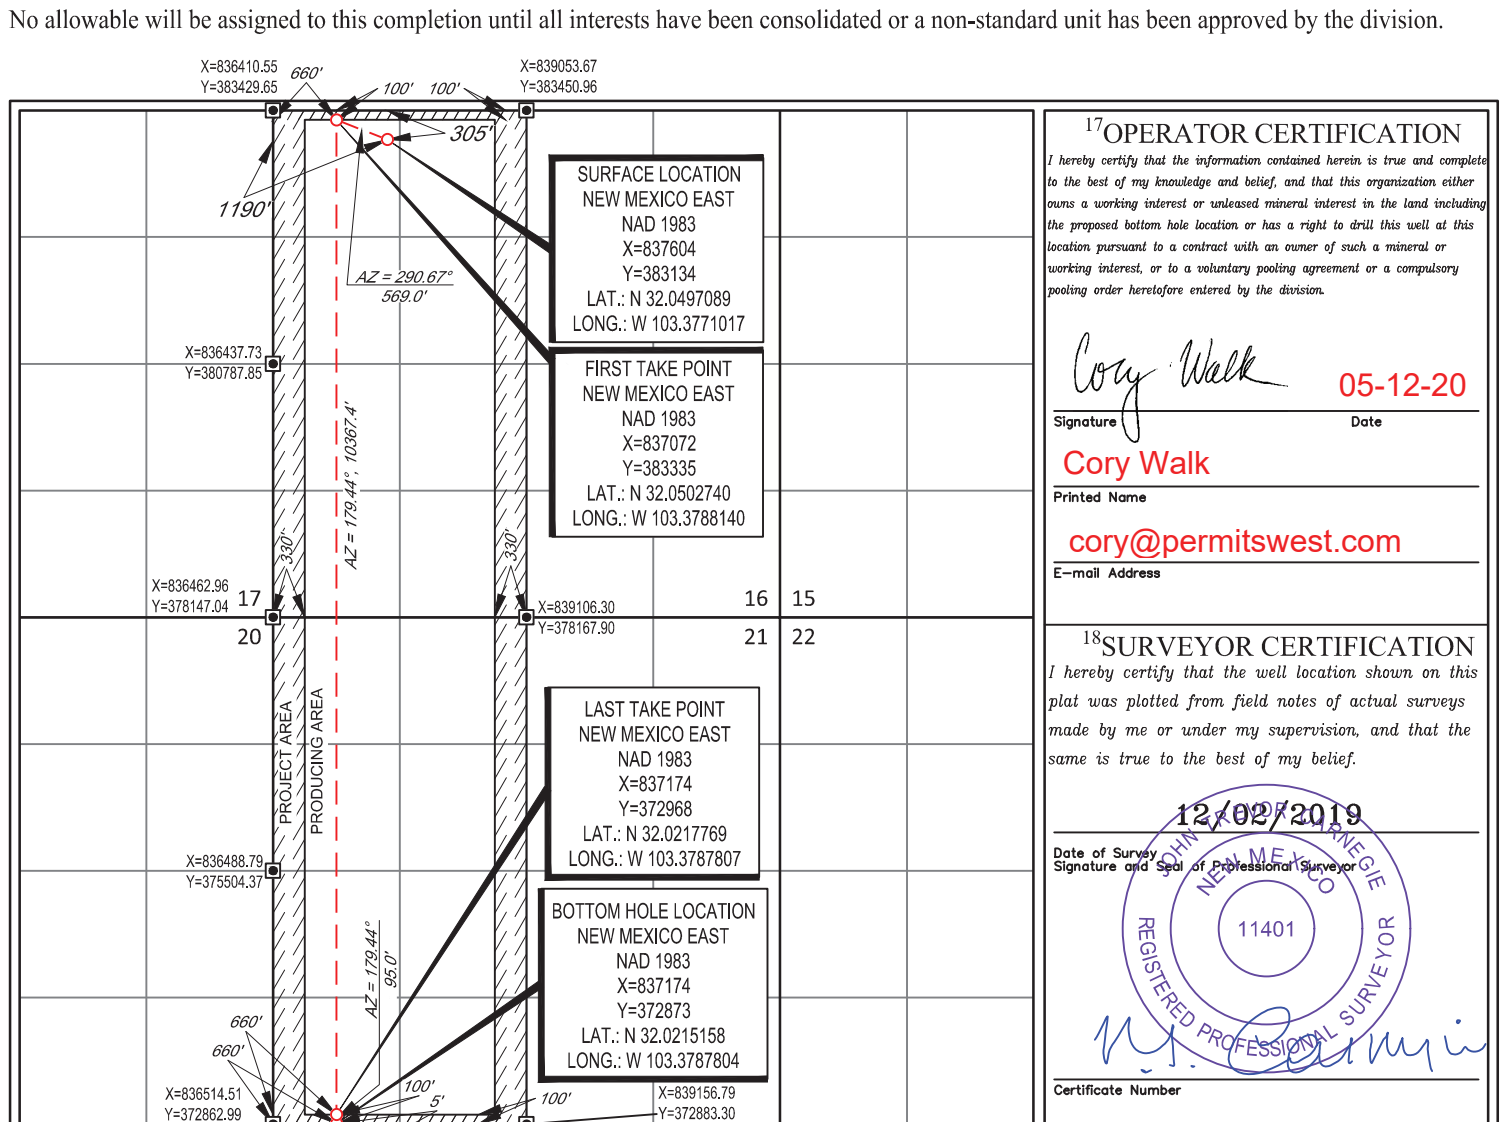 No allowable will be assigned to this completion until all interests have been consolidated or a non-standard unit has been approved by the division.
X=836410.55
Y=383429.65
660'
100'
100'
X=839053.67
Y=383450.96
305'
1190'
AZ = 290.67°
569.0'
SURFACE LOCATION
NEW MEXICO EAST
NAD 1983
X=837604
Y=383134
LAT.: N 32.0497089
LONG.: W 103.3771017
X=836437.73
Y=380787.85
AZ = 179.44°, 10367.4'
FIRST TAKE POINT
NEW MEXICO EAST
NAD 1983
X=837072
Y=383335
LAT.: N 32.0502740
LONG.: W 103.3788140
330'
330'
X=836462.96
Y=378147.04
17
20
X=839106.30
Y=378167.90
16
15
21
22
PROJECT AREA
PRODUCING AREA
LAST TAKE POINT
NEW MEXICO EAST
NAD 1983
X=837174
Y=372968
LAT.: N 32.0217769
LONG.: W 103.3787807
X=836488.79
Y=375504.37
AZ = 179.44°
95.0'
BOTTOM HOLE LOCATION
NEW MEXICO EAST
NAD 1983
X=837174
Y=372873
LAT.: N 32.0215158
LONG.: W 103.3787804
660'
660'
X=836514.51
Y=372862.99
100'
5'
100'
X=839156.79
Y=372883.30
17OPERATOR CERTIFICATION
I hereby certify that the information contained herein is true and complete
to the best of my knowledge and belief, and that this organization either
owns a working interest or unleased mineral interest in the land including
the proposed bottom hole location or has a right to drill this well at this
location pursuant to a contract with an owner of such a mineral or
working interest, or to a voluntary pooling agreement or a compulsory
pooling order heretofore entered by the division.
Cory Walk
05-12-20
Signature
Date
Cory Walk
Printed Name
cory@permitswest.com
E-mail Address
18SURVEYOR CERTIFICATION
I hereby certify that the well location shown on this
plat was plotted from field notes of actual surveys
made by me or under my supervision, and that the
same is true to the best of my belief.
12/02/2019
Date of Survey
Signature and Seal of Professional Surveyor
JOHN TREVOR CARNEGIE
NEW MEXICO
11401
REGISTERED PROFESSIONAL SURVEYOR
Certificate Number